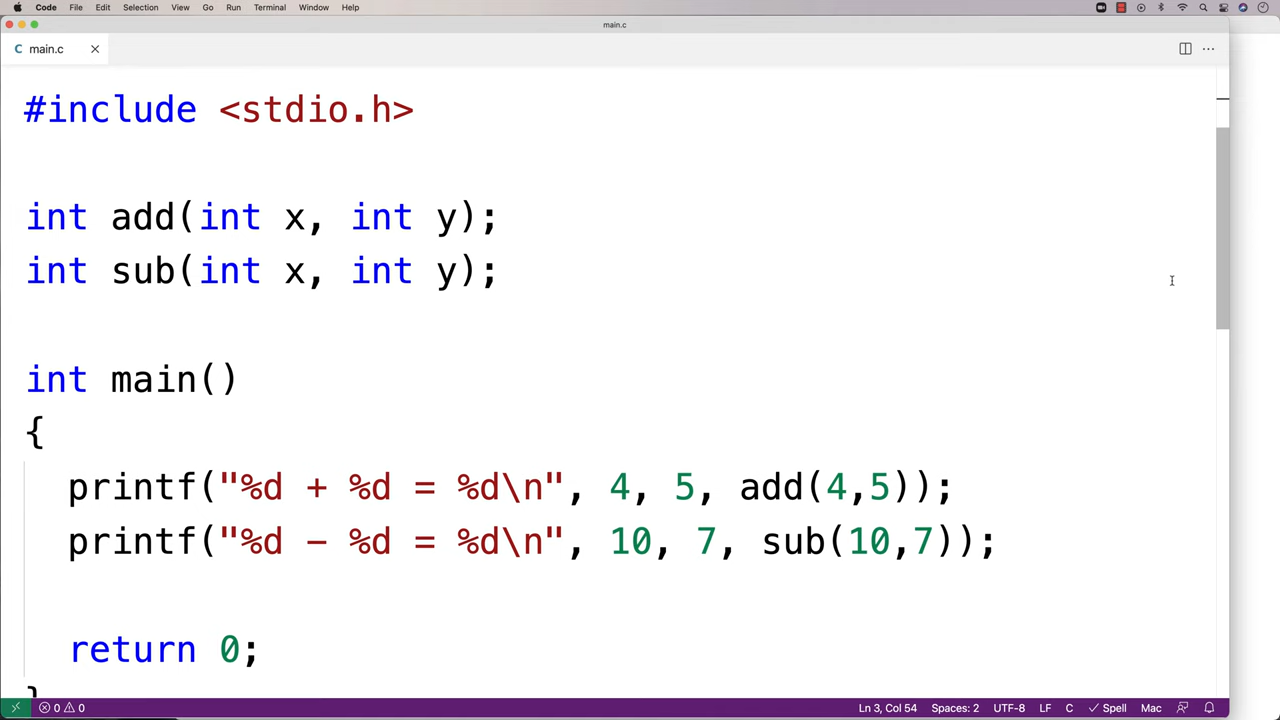 Code File Edit Selection View Go Run Terminal Window Help
main.c
main.c
#include <stdio.h>
int add(int x, int y);
int sub(int x, int y);
int main()
{
printf("%d + %d = %d\n", 4, 5, add(4,5));
printf("%d - %d = %d\n", 10, 7, sub(10,7));
return 0;
}
0 0 Ln 3, Col 54 Spaces: 2 UTF-8 LF C Spell Mac